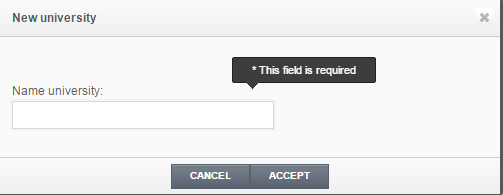 New university
* This field is required
Name university:
CANCEL
ACCEPT